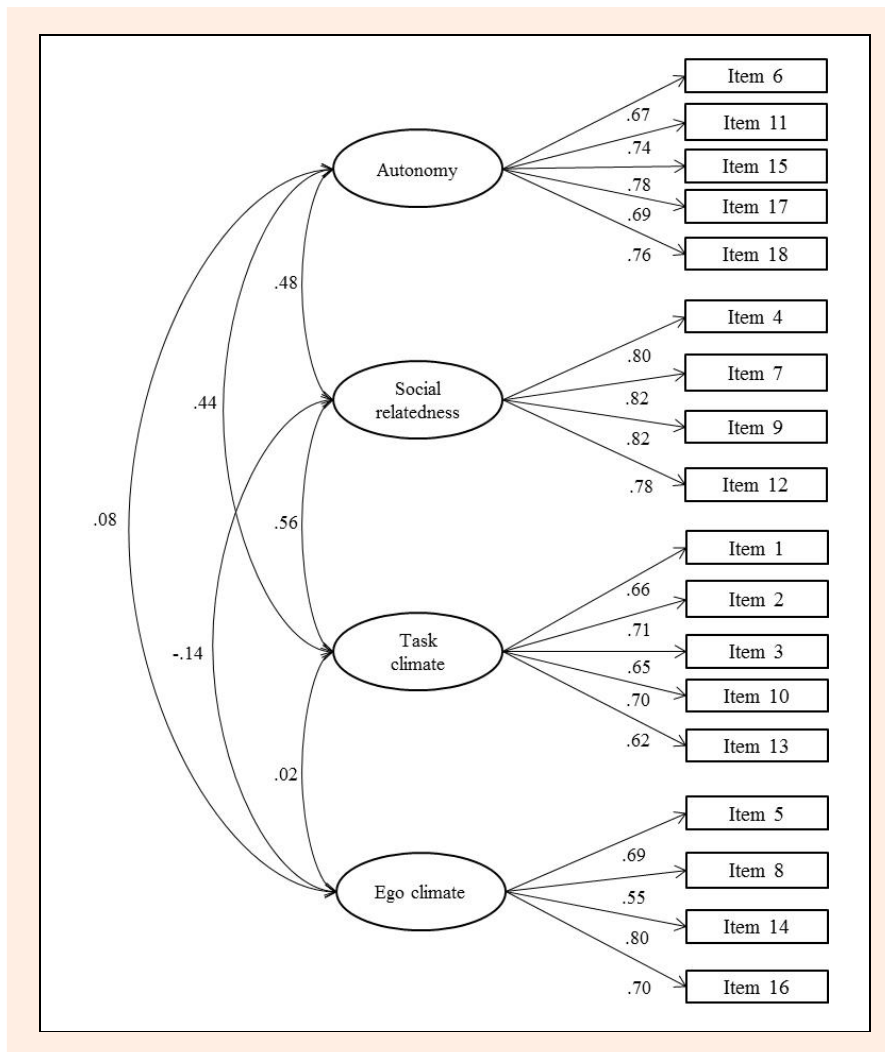 Item 6
.67
Item 11
.74
Item 15
Autonomy
.78
Item 17
.69
Item 18
.76
.48
Item 4
.80
Item 7
Social
relatedness
.82
Item 9
.82
Item 12
.78
.44
.08
.56
Item 1
.66
Item 2
.71
Task
climate
Item 3
.65
Item 10
.70
Item 13
.62
-.14
.02
Item 5
.69
Item 8
Ego climate
.55
Item 14
.80
Item 16
.70